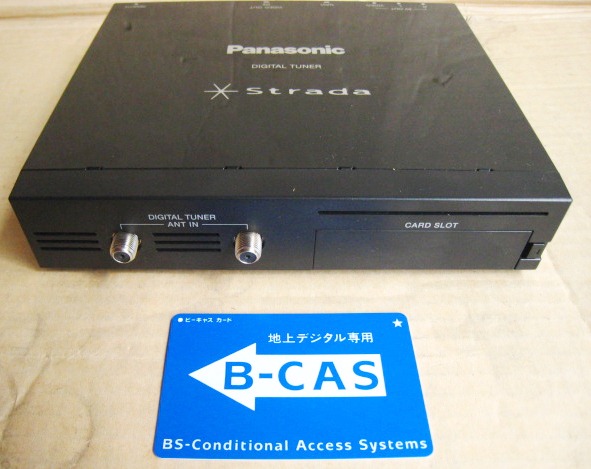 Panasonic
DIGITAL TUNER
Strada
DIGITAL TUNER
ANT IN
CARD SLOT
●ビーキャス カード
地上デジタル専用
B-CAS
BS-Conditional Access Systems